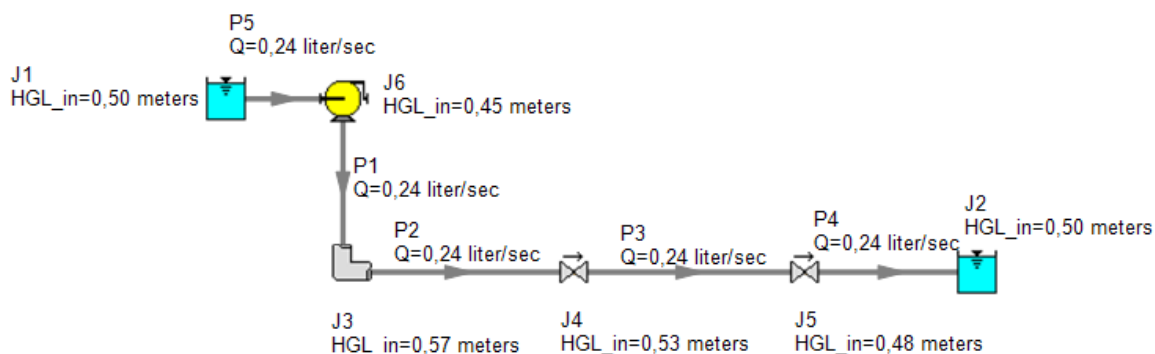 P5
Q=0,24 liter/sec
J1
HGL_in=0,50 meters
J6
HGL_in=0,45 meters
P1
Q=0,24 liter/sec
P2
Q=0,24 liter/sec
P3
Q=0,24 liter/sec
P4
Q=0,24 liter/sec
J2
HGL_in=0,50 meters
J3
HGL_in=0,57 meters
J4
HGL_in=0,53 meters
J5
HGL_in=0,48 meters